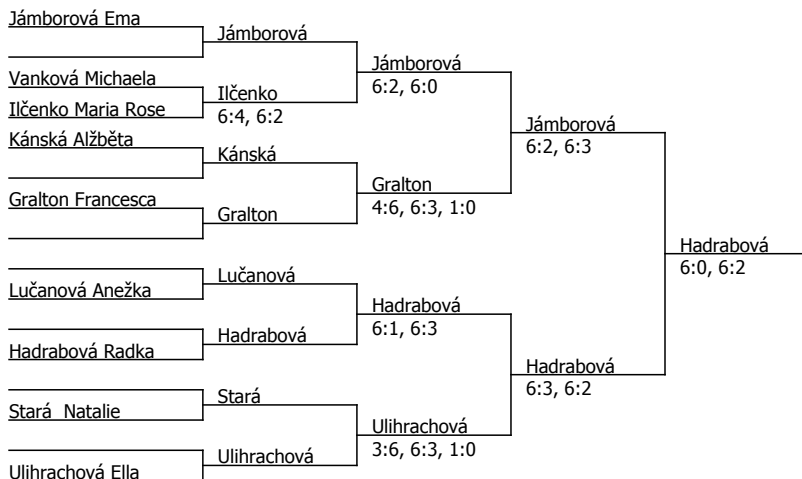 Jámborová Ema
Jámborová
Vanková Michaela
Ilčenko Maria Rose
Ilčenko
6:4, 6:2
Jámborová
6:2, 6:0
Kánská Alžběta
Kánská
Gralton Francesca
Gralton
Gralton
4:6, 6:3, 1:0
Jámborová
6:2, 6:3
Lučanová Anežka
Lučanová
Hadrabová Radka
Hadrabová
Hadrabová
6:1, 6:3
Stará  Natalie
Stará
Ulihrachová Ella
Ulihrachová
Ulihrachová
3:6, 6:3, 1:0
Hadrabová
6:3, 6:2
Hadrabová
6:0, 6:2